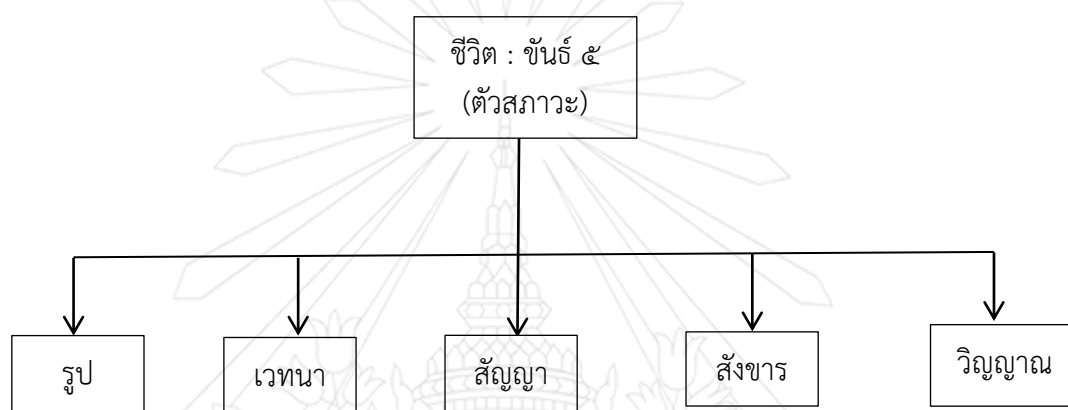 ชีวิต : ขันธ์ ๕
(ตัวสภาวะ)
รูป
เวทนา
สัญญา
สังขาร
วิญญาณ